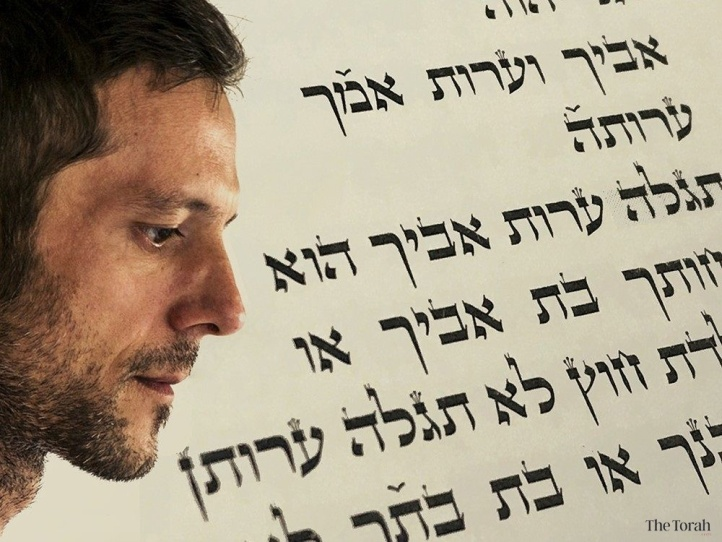 אביך וערות אמך
ערותה
תגלה ערות אביך הוא
בת אביך או
חוץ לא תגלה ערותן
או בת בתך לא
The Torah